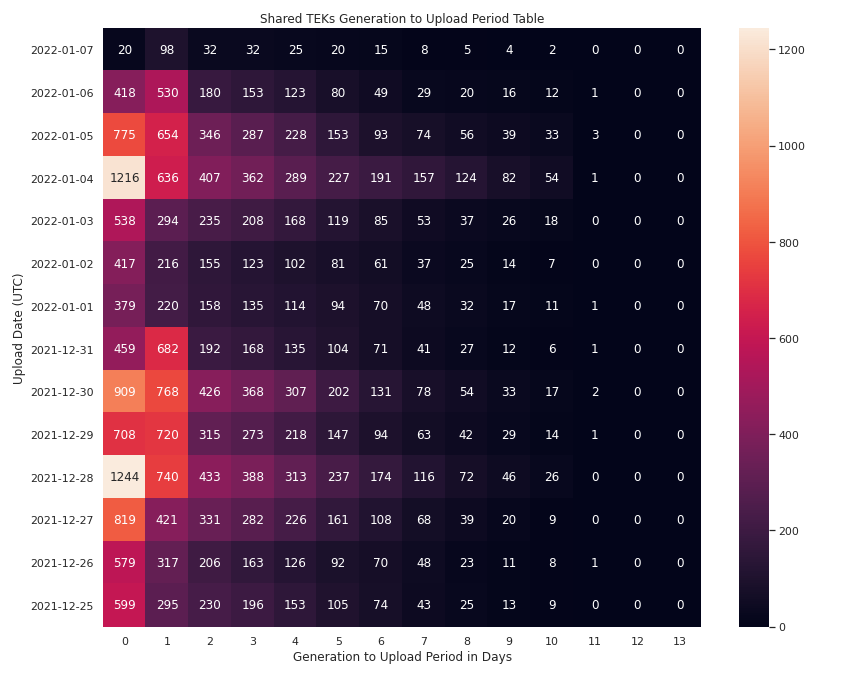 Shared TEKs Generation to Upload Period Table
Upload Date (UTC)
2022-01-07 20 98 32 32 25 20 15 8 5 4 2 0 0 0
2022-01-06 418 530 180 153 123 80 49 29 20 16 12 1 0 0
2022-01-05 775 654 346 287 228 153 93 74 56 39 33 3 0 0
2022-01-04 1216 636 407 362 289 227 191 157 124 82 54 1 0 0
2022-01-03 538 294 235 208 168 119 85 53 37 26 18 0 0 0
2022-01-02 417 216 155 123 102 81 61 37 25 14 7 0 0 0
2022-01-01 379 220 158 135 114 94 70 48 32 17 11 1 0 0
2021-12-31 459 682 192 168 135 104 71 41 27 12 6 1 0 0
2021-12-30 909 768 426 368 307 202 131 78 54 33 17 2 0 0
2021-12-29 708 720 315 273 218 147 94 63 42 29 14 1 0 0
2021-12-28 1244 740 433 388 313 237 174 116 72 46 26 0 0 0
2021-12-27 819 421 331 282 226 161 108 68 39 20 9 0 0 0
2021-12-26 579 317 206 163 126 92 70 48 23 11 8 1 0 0
2021-12-25 599 295 230 196 153 105 74 43 25 13 9 0 0 0
0 1 2 3 4 5 6 7 8 9 10 11 12 13
Generation to Upload Period in Days
1200
1000
800
600
400
200
0